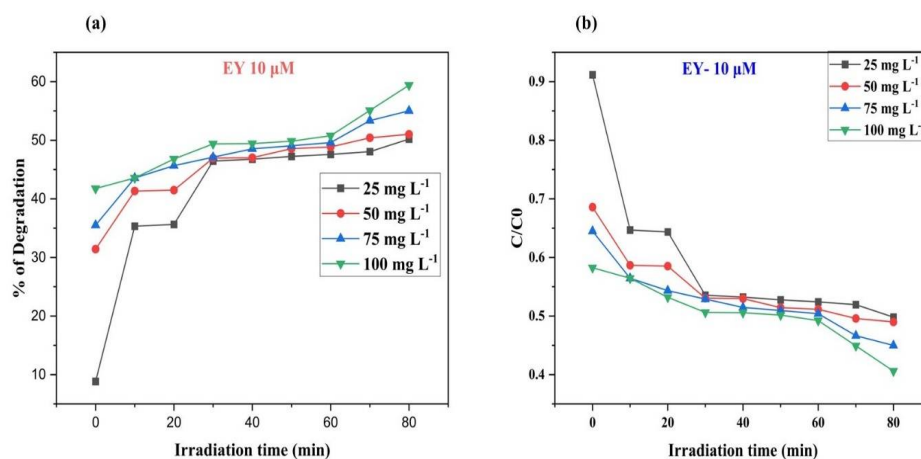 (a)
EY 10 μM
% of Degradation
60
50
40
30
20
10
0
20
40
60
80
Irradiation time (min)
25 mg L⁻¹
50 mg L⁻¹
75 mg L⁻¹
100 mg L⁻¹
(b)
EY- 10 μM
C/C0
0.9
0.8
0.7
0.6
0.5
0.4
0
20
40
60
80
Irradiation time (min)
25 mg L⁻¹
50 mg L⁻¹
75 mg L⁻¹
100 mg L⁻¹